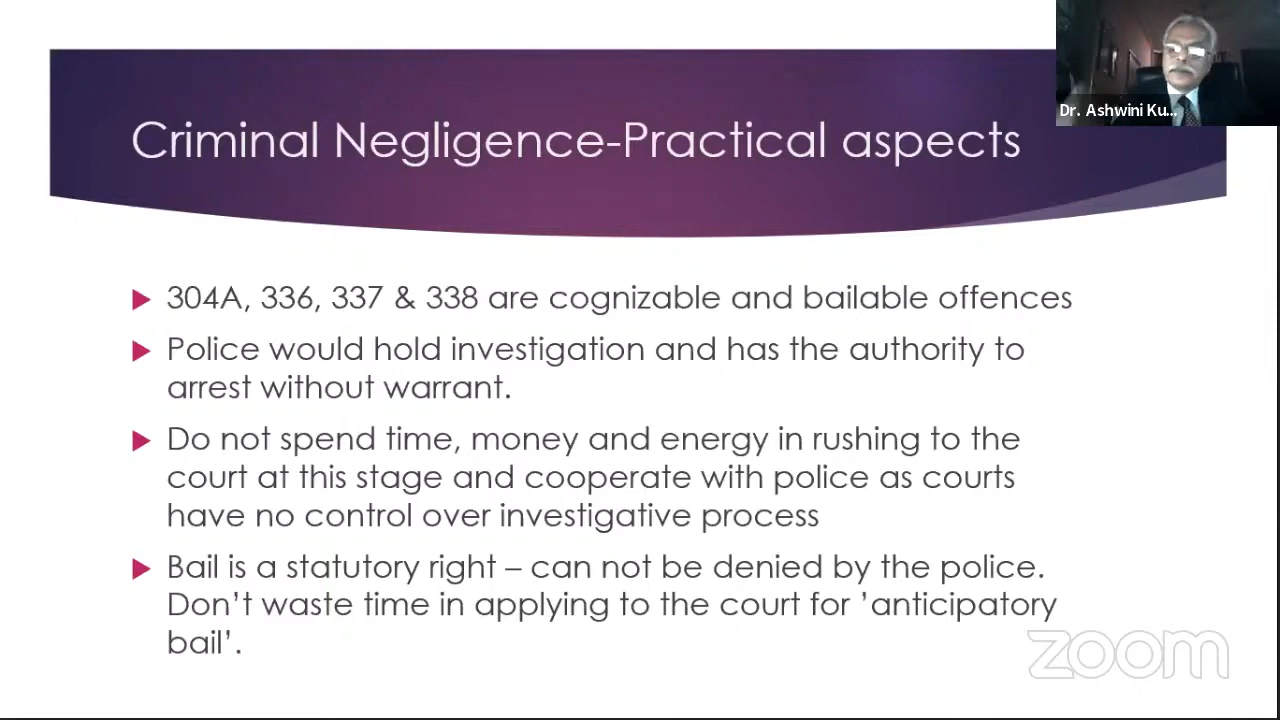 Dr. Ashwini Ku...
Criminal Negligence-Practical aspects
304A, 336, 337 & 338 are cognizable and bailable offences
Police would hold investigation and has the authority to
arrest without warrant.
Do not spend time, money and energy in rushing to the
court at this stage and cooperate with police as courts
have no control over investigative process
Bail is a statutory right – can not be denied by the police.
Don't waste time in applying to the court for 'anticipatory
bail'.
zoom